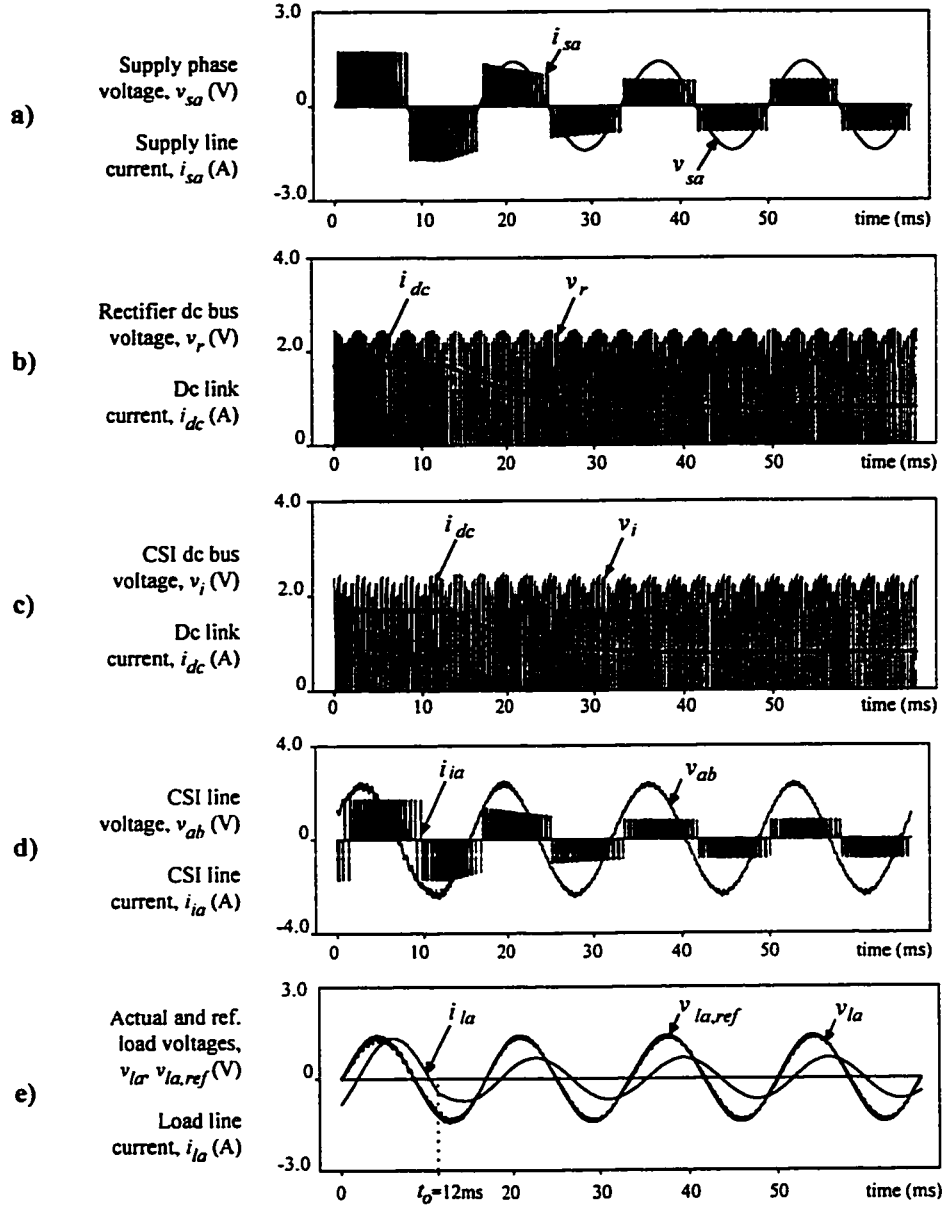 a)
Supply phase
voltage, v_sa (V)
Supply line
current, i_sa (A)
3.0
0
-3.0
i_sa
v_sa
0 10 20 30 40 50 time (ms)
b)
Rectifier dc bus
voltage, v_r (V)
Dc link
current, i_dc (A)
4.0
2.0
0
i_dc
v_r
0 10 20 30 40 50 time (ms)
c)
CSI dc bus
voltage, v_i (V)
Dc link
current, i_dc (A)
4.0
2.0
0
i_dc
v_i
0 10 20 30 40 50 time (ms)
d)
CSI line
voltage, v_ab (V)
CSI line
current, i_ia (A)
4.0
0
-4.0
i_ia
v_ab
0 10 20 30 40 50 time (ms)
e)
Actual and ref.
load voltages,
v_la, v_la,ref (V)
Load line
current, i_la (A)
3.0
0
-3.0
i_la
v_la,ref
v_la
0 t_o=12ms 20 30 40 50 time (ms)